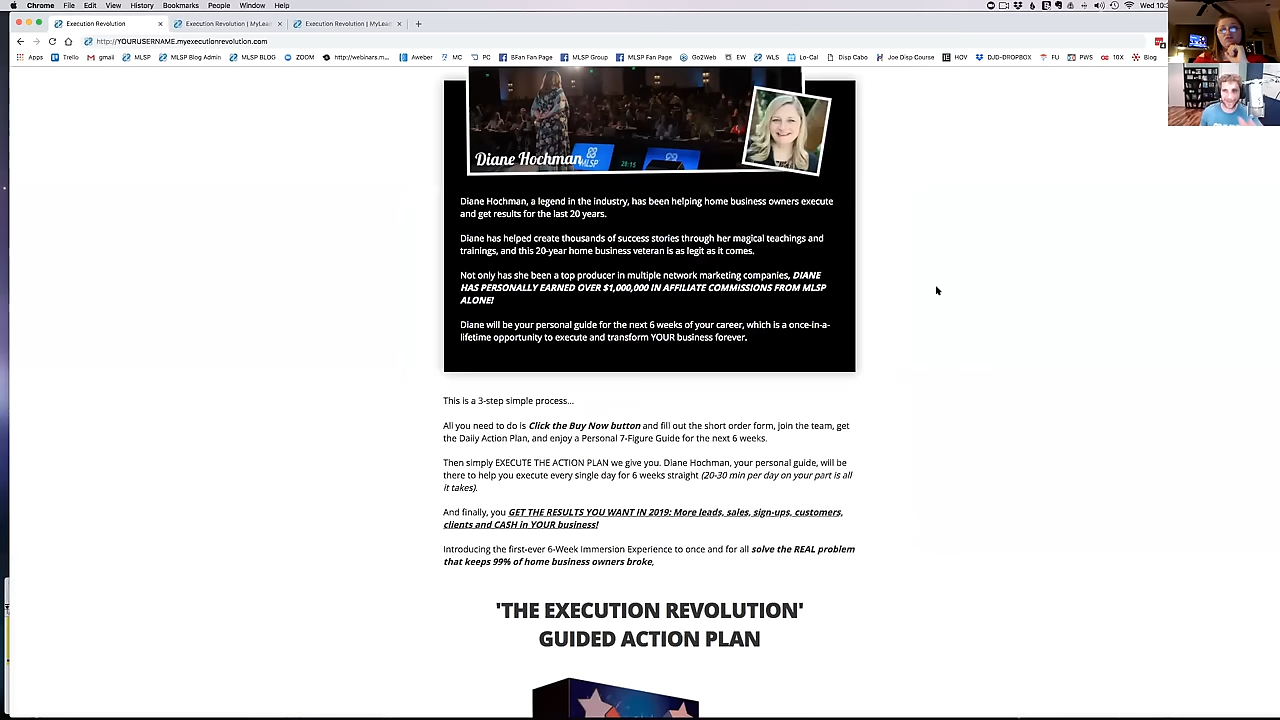 Chrome File Edit View History Bookmarks People Window Help
Execution Revolution
Execution Revolution | MyLea
Execution Revolution | MyLea
http://YOURUSERNAME.myexecutionrevolution.com
Apps Trello gmail MLSP MLSP Blog Admin MLSP BLOG ZOOM http://webinars.m... Aweber MC PC BFan Fan Page MLSP Group MLSP Fan Page Go2Web EW WLS Lo-Cal Disp Gabo Joe Disp Course HOV DJD-DROPBOX FU PWS 10X Blog
Diane Hochman
MLSP
28:15
Diane Hochman, a legend in the industry, has been helping home business owners execute
and get results for the last 20 years.
Diane has helped create thousands of success stories through her magical teachings and
trainings, and this 20-year home business veteran is as legit as it comes.
Not only has she been a top producer in multiple network marketing companies, DIANE
HAS PERSONALLY EARNED OVER $1,000,000 IN AFFILIATE COMMISSIONS FROM MLSP
ALONE!
Diane will be your personal guide for the next 6 weeks of your career, which is a once-in-a-
lifetime opportunity to execute and transform YOUR business forever.
This is a 3-step simple process...
All you need to do is Click the Buy Now button and fill out the short order form, join the team, get
the Daily Action Plan, and enjoy a Personal 7-Figure Guide for the next 6 weeks.
Then simply EXECUTE THE ACTION PLAN we give you. Diane Hochman, your personal guide, will be
there to help you execute every single day for 6 weeks straight (20-30 min per day on your part is all
it takes).
And finally, you GET THE RESULTS YOU WANT IN 2019: More leads, sales, sign-ups, customers,
clients and CASH in YOUR business!
Introducing the first-ever 6-Week Immersion Experience to once and for all solve the REAL problem
that keeps 99% of home business owners broke,
'THE EXECUTION REVOLUTION'
GUIDED ACTION PLAN